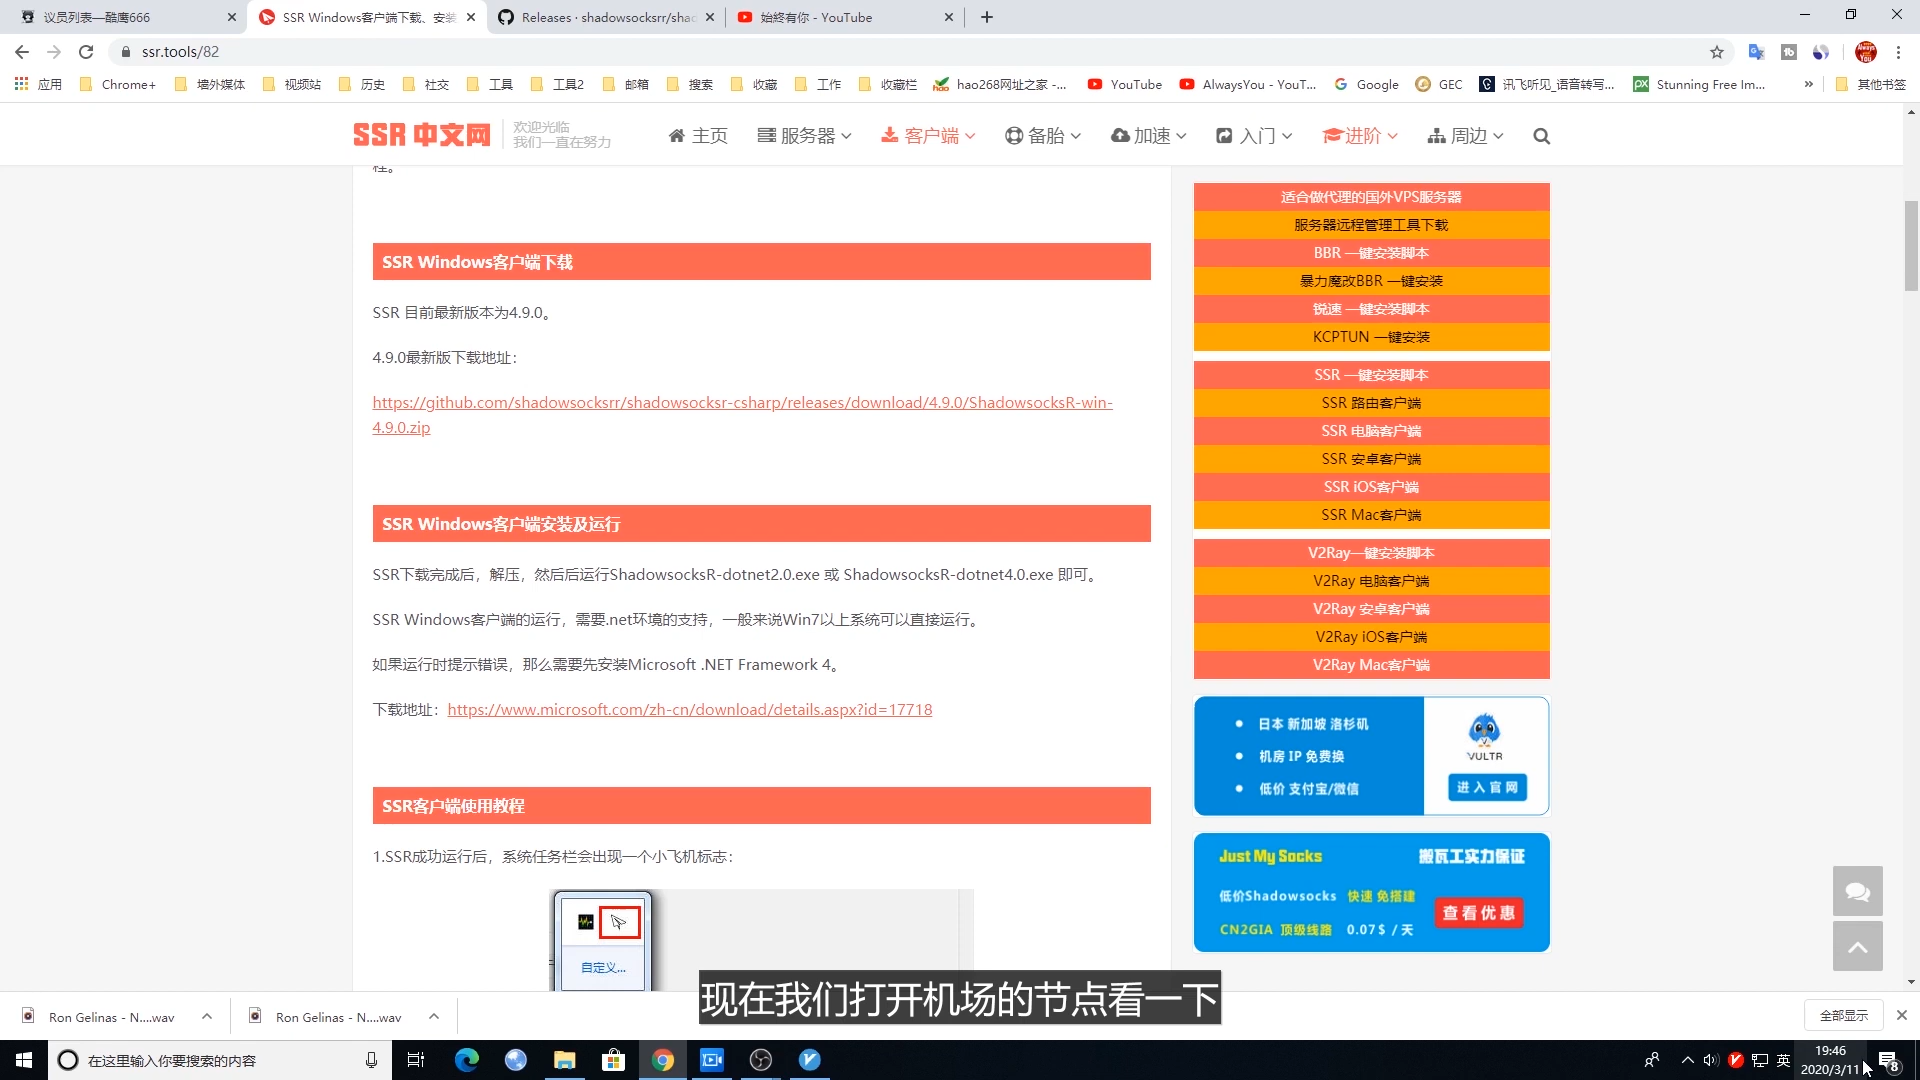 议员列表—酷鹰666
SSR Windows客户端下载、安装
Releases · shadowsocksrr/shad
始終有你 - YouTube
ssr.tools/82
应用
Chrome+
墙外媒体
视频站
历史
社交
工具
工具2
邮箱
搜索
收藏
工作
收藏栏
hao268网址之家 -...
YouTube
AlwaysYou - YouT...
Google
GEC
讯飞听见_语音转写...
Stunning Free Im...
其他书签
SSR 中文网
欢迎光临
我们一直在努力
主页
服务器
客户端
备胎
加速
入门
进阶
周边
程。
SSR Windows客户端下载
SSR 目前最新版本为4.9.0。
4.9.0最新版下载地址：
https://github.com/shadowsocksrr/shadowsocksr-csharp/releases/download/4.9.0/ShadowsocksR-win-
4.9.0.zip
SSR Windows客户端安装及运行
SSR下载完成后，解压，然后后运行ShadowsocksR-dotnet2.0.exe 或 ShadowsocksR-dotnet4.0.exe 即可。
SSR Windows客户端的运行，需要.net环境的支持，一般来说Win7以上系统可以直接运行。
如果运行时提示错误，那么需要先安装Microsoft .NET Framework 4。
下载地址：https://www.microsoft.com/zh-cn/download/details.aspx?id=17718
SSR客户端使用教程
1.SSR成功运行后，系统任务栏会出现一个小飞机标志：
自定义...
适合做代理的国外VPS服务器
服务器远程管理工具下载
BBR 一键安装脚本
暴力魔改BBR 一键安装
锐速 一键安装脚本
KCPTUN 一键安装
SSR 一键安装脚本
SSR 路由客户端
SSR 电脑客户端
SSR 安卓客户端
SSR iOS客户端
SSR Mac客户端
V2Ray一键安装脚本
V2Ray 电脑客户端
V2Ray 安卓客户端
V2Ray iOS客户端
V2Ray Mac客户端
日本 新加坡 洛杉矶
机房 IP 免费换
低价 支付宝/微信
VULTR
进入官网
Just My Socks
搬瓦工实力保证
低价Shadowsocks 快速 免搭建
CN2GIA 顶级线路 0.07$ / 天
查看优惠
现在我们打开机场的节点看一下
Ron Gelinas - N....wav
Ron Gelinas - N....wav
全部显示
在这里输入你要搜索的内容
英
19:46
2020/3/11
8